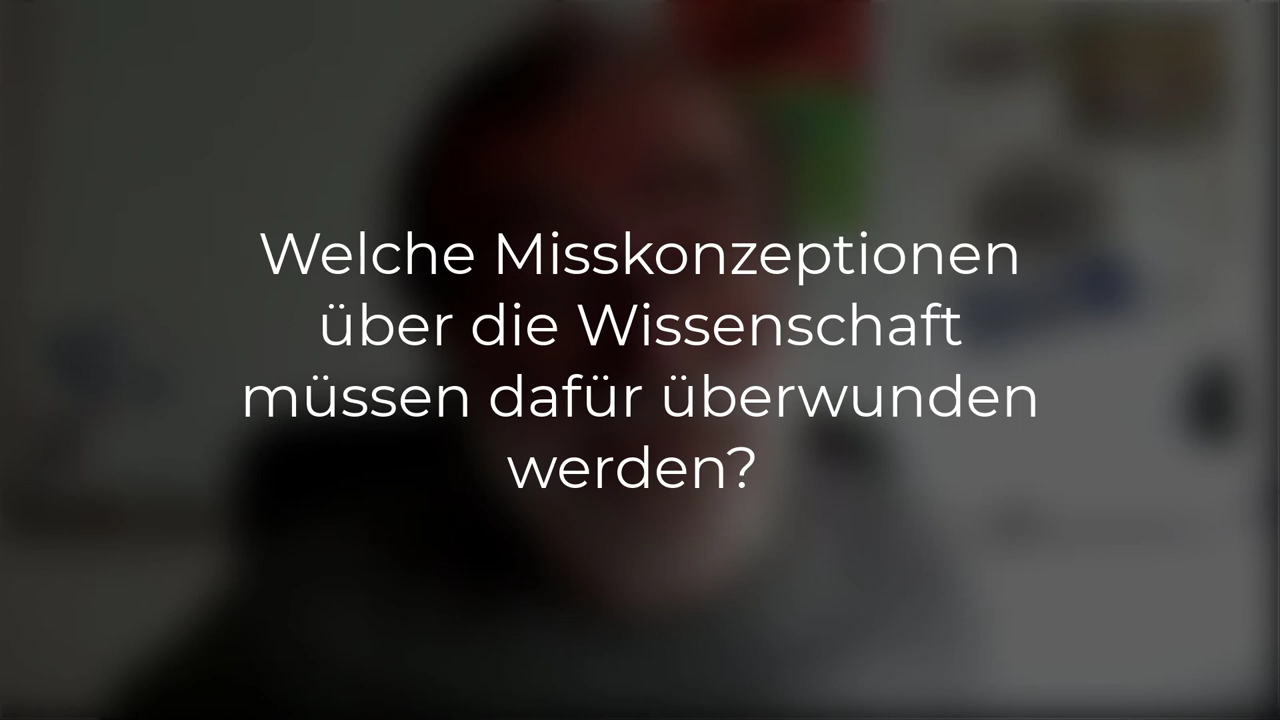 Welche Misskonzeptionen
über die Wissenschaft
müssen dafür überwunden
werden?